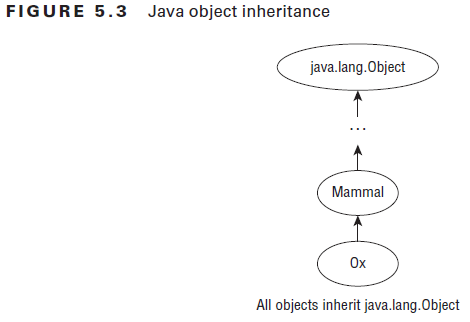 FIGURE 5.3 Java object inheritance
java.lang.Object
...
Mammal
Ox
All objects inherit java.lang.Object